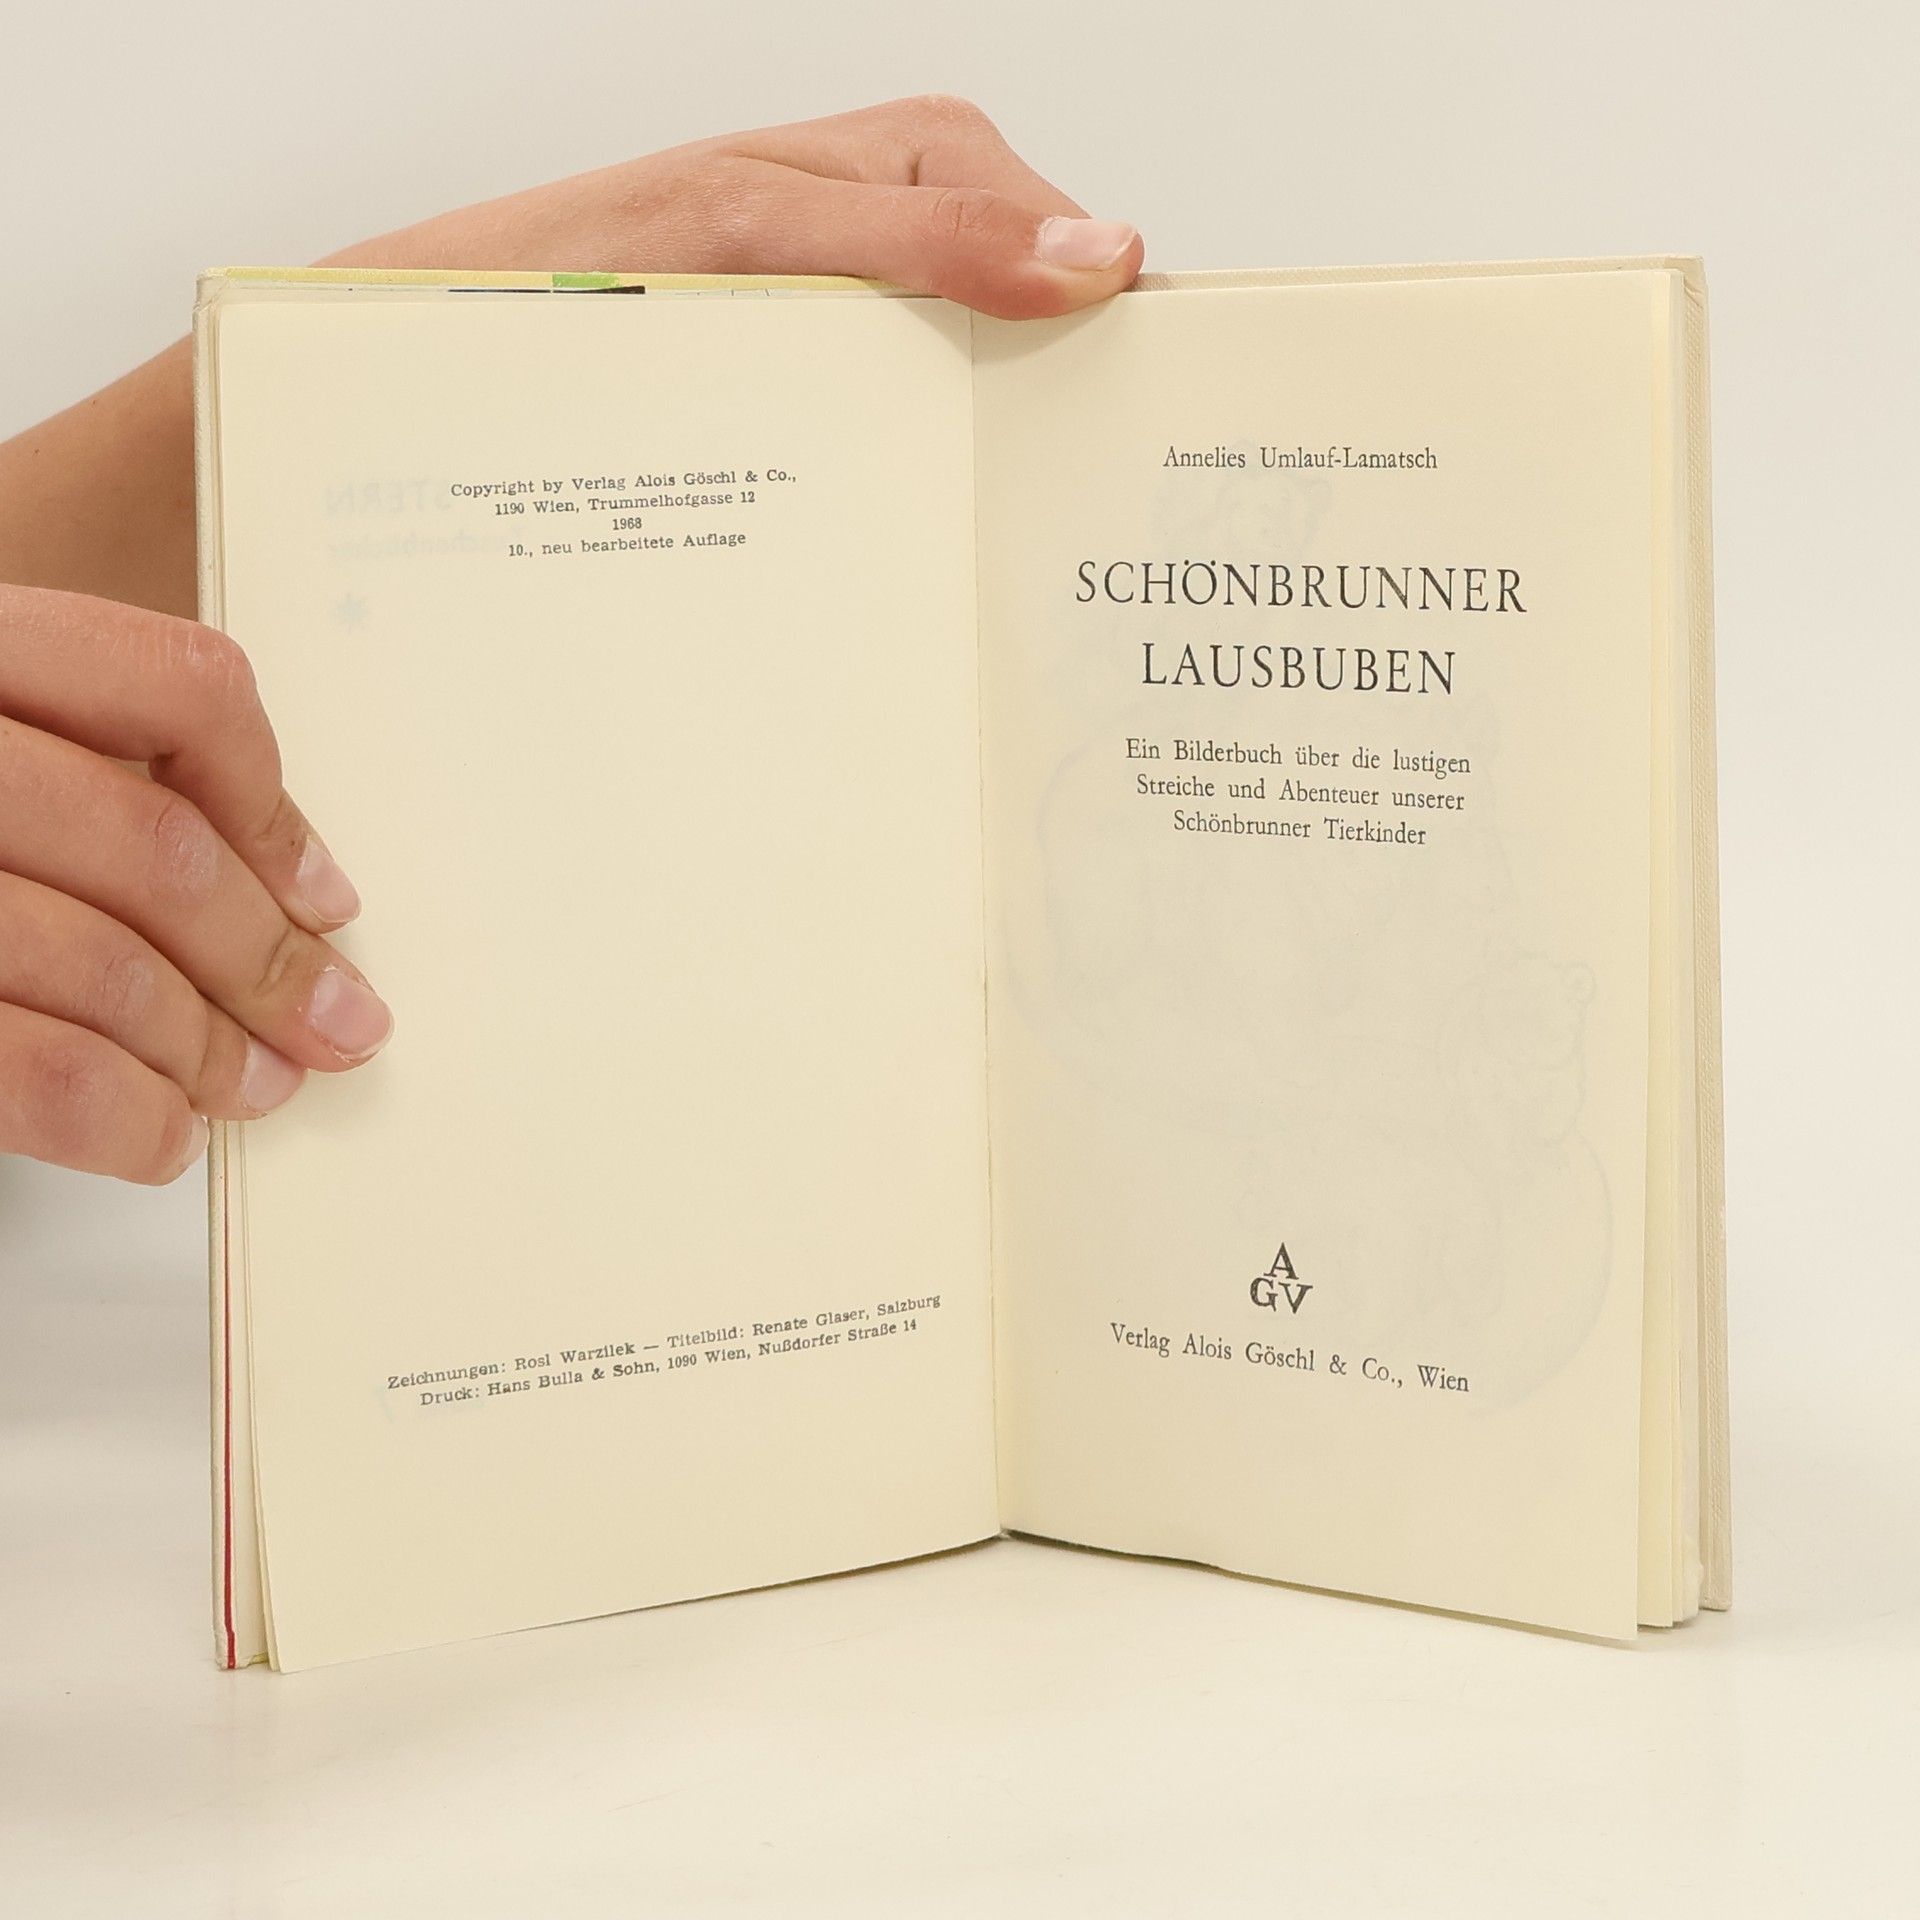 Copyright by Verlag Alois Göschl & Co.,
1190 Wien, Trummelhofgasse 12
1968
10., neu bearbeitete Auflage
Zeichnungen: Rosl Warzilek — Titelbild: Renate Glaser, Salzburg
Druck: Hans Bulla & Sohn, 1090 Wien, Nußdorfer Straße 14
Annelies Umlauf-Lamatsch
SCHÖNBRUNNER
LAUSBUBEN
Ein Bilderbuch über die lustigen
Streiche und Abenteuer unserer
Schönbrunner Tierkinder
A
GV
Verlag Alois Göschl & Co., Wien